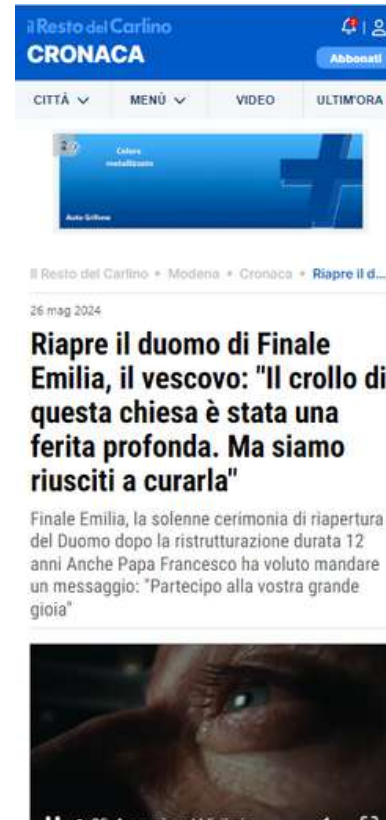 il Resto del Carlino
CRONACA
Abbonati
CITTÀ
MENÙ
VIDEO
ULTIM'ORA
Colore
metallizzato
Auto Grifone
Il Resto del Carlino • Modena • Cronaca • Riapre il d...
26 mag 2024
Riapre il duomo di Finale
Emilia, il vescovo: "Il crollo di
questa chiesa è stata una
ferita profonda. Ma siamo
riusciti a curarla"
Finale Emilia, la solenne cerimonia di riapertura
del Duomo dopo la ristrutturazione durata 12
anni Anche Papa Francesco ha voluto mandare
un messaggio: "Partecipo alla vostra grande
gioia"